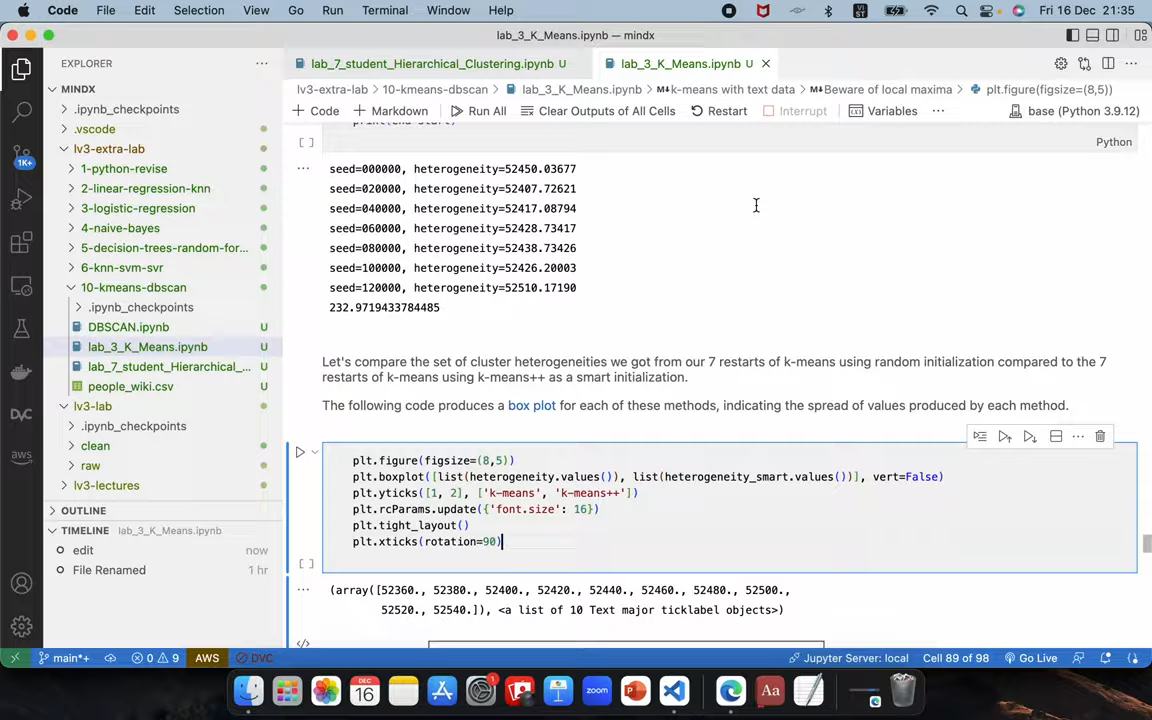 Code File Edit Selection View Go Run Terminal Window Help
VI
ST
Fri 16 Dec 21:35
lab_3_K_Means.ipynb — mindx
EXPLORER
lab_7_student_Hierarchical_Clustering.ipynb U
lab_3_K_Means.ipynb U
MINDX
lv3-extra-lab > 10-kmeans-dbscan > lab_3_K_Means.ipynb > k-means with text data > Beware of local maxima > plt.figure(figsize=(8,5))
.ipynb_checkpoints
+ Code + Markdown Run All Clear Outputs of All Cells Restart Interrupt Variables base (Python 3.9.12)
.vscode
lv3-extra-lab
[ ]
Python
1K+
1-python-revise
seed=000000, heterogeneity=52450.03677
2-linear-regression-knn
seed=020000, heterogeneity=52407.72621
3-logistic-regression
seed=040000, heterogeneity=52417.08794
4-naive-bayes
seed=060000, heterogeneity=52428.73417
5-decision-trees-random-for...
seed=080000, heterogeneity=52438.73426
6-knn-svm-svr
seed=100000, heterogeneity=52426.20003
10-kmeans-dbscan
seed=120000, heterogeneity=52510.17190
.ipynb_checkpoints
232.9719433784485
DBSCAN.ipynb U
lab_3_K_Means.ipynb U
lab_7_student_Hierarchical_... U
people_wiki.csv U
lv3-lab
.ipynb_checkpoints
clean
raw
lv3-lectures
OUTLINE
TIMELINE lab_3_K_Means.ipynb
edit now
File Renamed 1 hr
DVC
aws
Let's compare the set of cluster heterogeneities we got from our 7 restarts of k-means using random initialization compared to the 7
restarts of k-means using k-means++ as a smart initialization.
The following code produces a box plot for each of these methods, indicating the spread of values produced by each method.
plt.figure(figsize=(8,5))
plt.boxplot([list(heterogeneity.values()), list(heterogeneity_smart.values())], vert=False)
plt.yticks([1, 2], ['k-means', 'k-means++'])
plt.rcParams.update({'font.size': 16})
plt.tight_layout()
plt.xticks(rotation=90)
[ ]
(array([52360., 52380., 52400., 52420., 52440., 52460., 52480., 52500.,
52520., 52540.]), <a list of 10 Text major ticklabel objects>)
main*+ 0 9 AWS DVC Jupyter Server: local Cell 89 of 98 Go Live
DEC
16
1
zoom
Aa